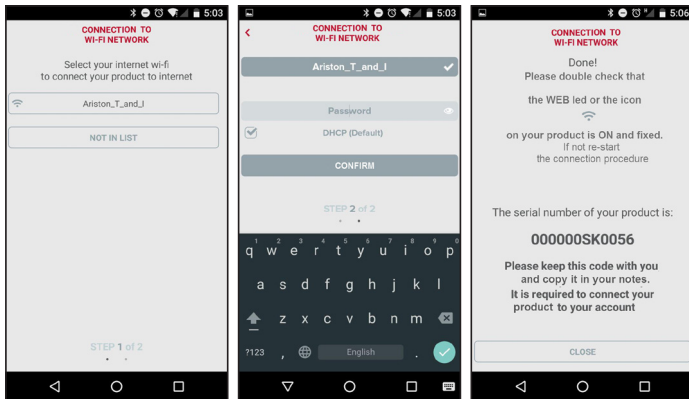 5:03
CONNECTION TO
WI-FI NETWORK
Select your internet wi-fi
to connect your product to internet
Ariston_T_and_I
NOT IN LIST
STEP 1 of 2
5:03
CONNECTION TO
WI-FI NETWORK
Ariston_T_and_I
Password
DHCP (Default)
CONFIRM
STEP 2 of 2
1 2 3 4 5 6 7 8 9 0
q w e r t y u i o p
a s d f g h j k l
z x c v b n m
?123 , English .
5:06
CONNECTION TO
WI-FI NETWORK
Done!
Please double check that
the WEB led or the icon
on your product is ON and fixed.
If not re-start
the connection procedure
The serial number of your product is:
000000SK0056
Please keep this code with you
and copy it in your notes.
It is required to connect your
product to your account
CLOSE